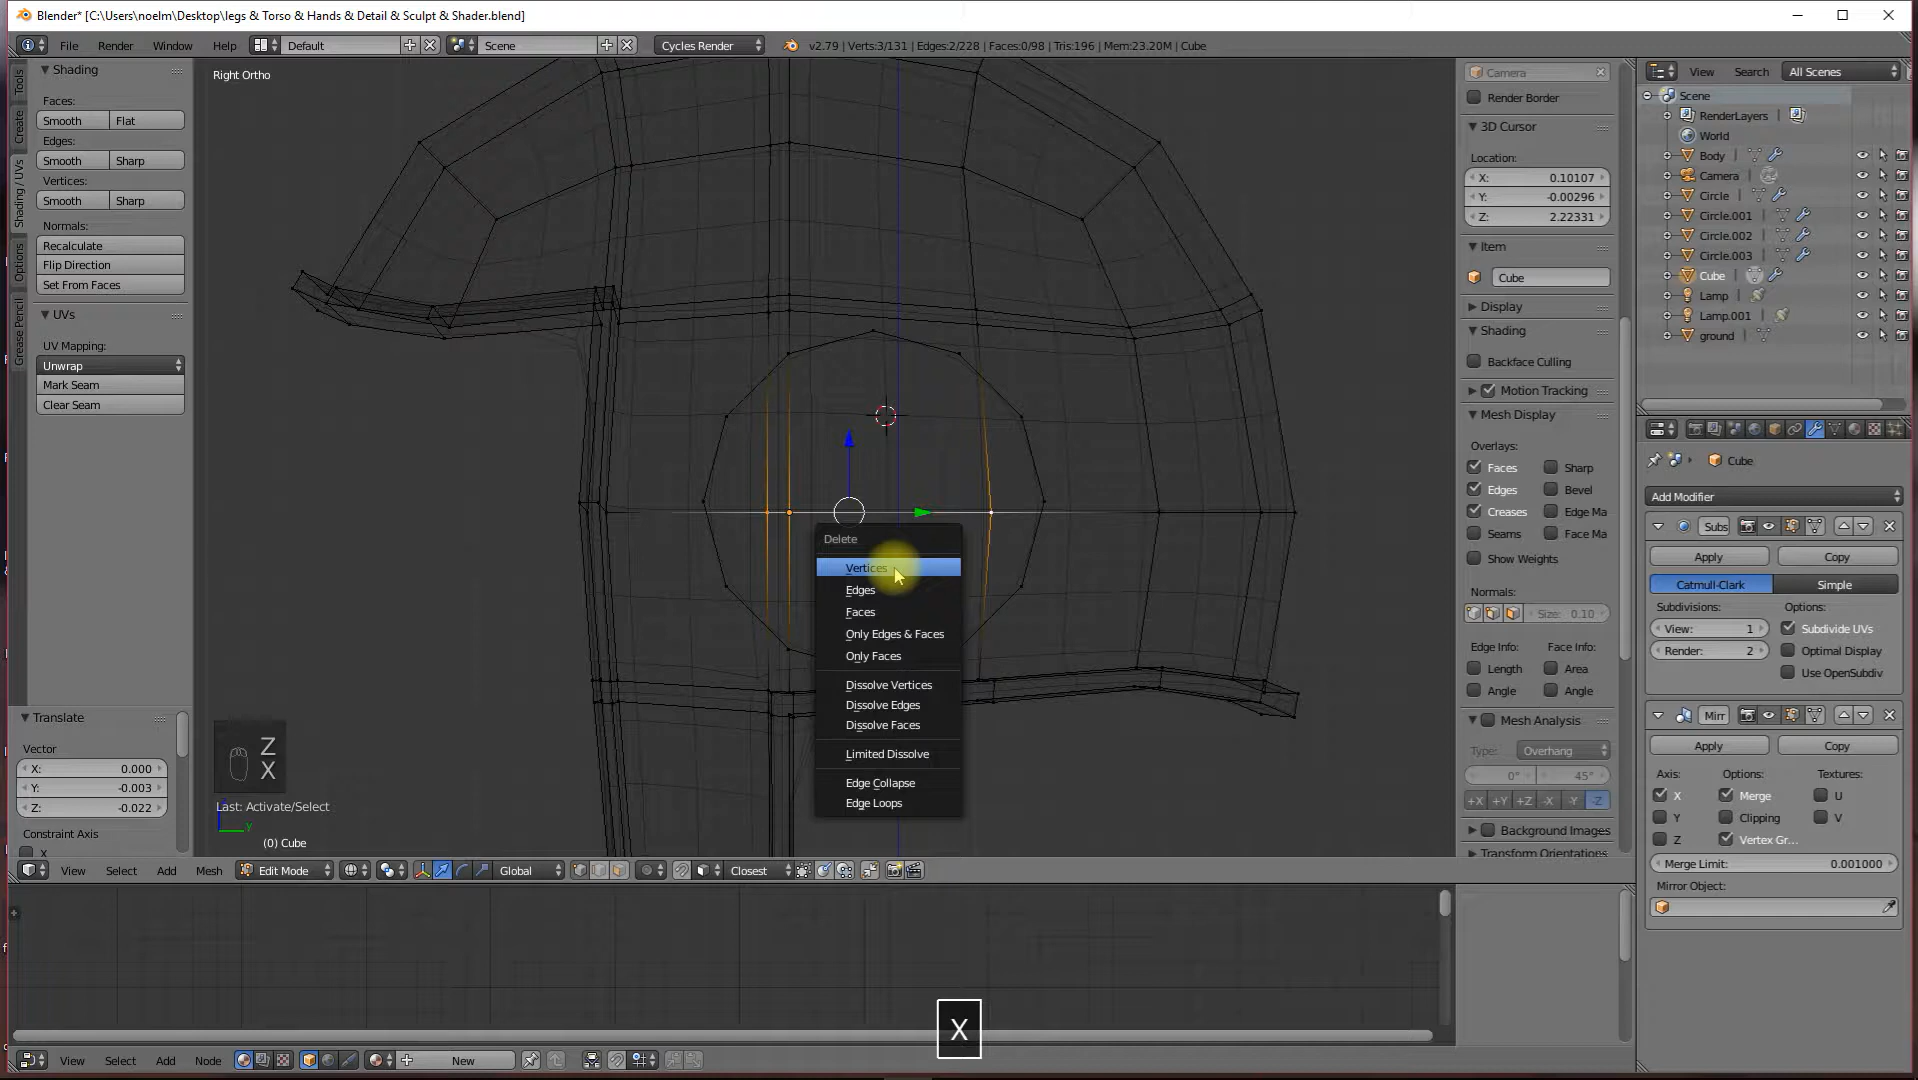 Blender* [C:\Users\noelm\Desktop\legs & Torso & Hands & Detail & Sculpt & Shader.blend]
File Render Window Help Default Scene Cycles Render v2.79 | Verts:3/131 | Edges:2/228 | Faces:0/98 | Tris:196 | Mem:23.20M | Cube
Tools
Create
Shading / UVs
Options
Grease Pencil
Shading
Faces:
Smooth Flat
Edges:
Smooth Sharp
Vertices:
Smooth Sharp
Normals:
Recalculate
Flip Direction
Set From Faces
UVs
UV Mapping:
Unwrap
Mark Seam
Clear Seam
Translate
Vector
X: 0.000
Y: -0.003
Z: -0.022
Constraint Axis
X
Right Ortho
Z
X
Last: Activate/Select
Y
(0) Cube
Delete
Vertices
Edges
Faces
Only Edges & Faces
Only Faces
Dissolve Vertices
Dissolve Edges
Dissolve Faces
Limited Dissolve
Edge Collapse
Edge Loops
Camera
Render Border
3D Cursor
Location:
X: 0.10107
Y: -0.00296
Z: 2.22331
Item
Cube
Display
Shading
Backface Culling
Motion Tracking
Mesh Display
Overlays:
Faces Sharp
Edges Bevel
Creases Edge Ma
Seams Face Ma
Show Weights
Normals:
Size: 0.10
Edge Info: Face Info:
Length Area
Angle Angle
Mesh Analysis
Type: Overhang
0° 45°
+X +Y +Z -X -Y -Z
Background Images
Transform Orientations
View Search All Scenes
Scene
RenderLayers
World
Body
Camera
Circle
Circle.001
Circle.002
Circle.003
Cube
Lamp
Lamp.001
ground
Cube
Add Modifier
Subs
Apply Copy
Catmull-Clark Simple
Subdivisions: Options:
View: 1 Subdivide UVs
Render: 2 Optimal Display
Use OpenSubdiv
Mirr
Apply Copy
Axis: Options: Textures:
X Merge U
Y Clipping V
Z Vertex Gr...
Merge Limit: 0.001000
Mirror Object:
View Select Add Mesh Edit Mode Global Closest
X
View Select Add Node New